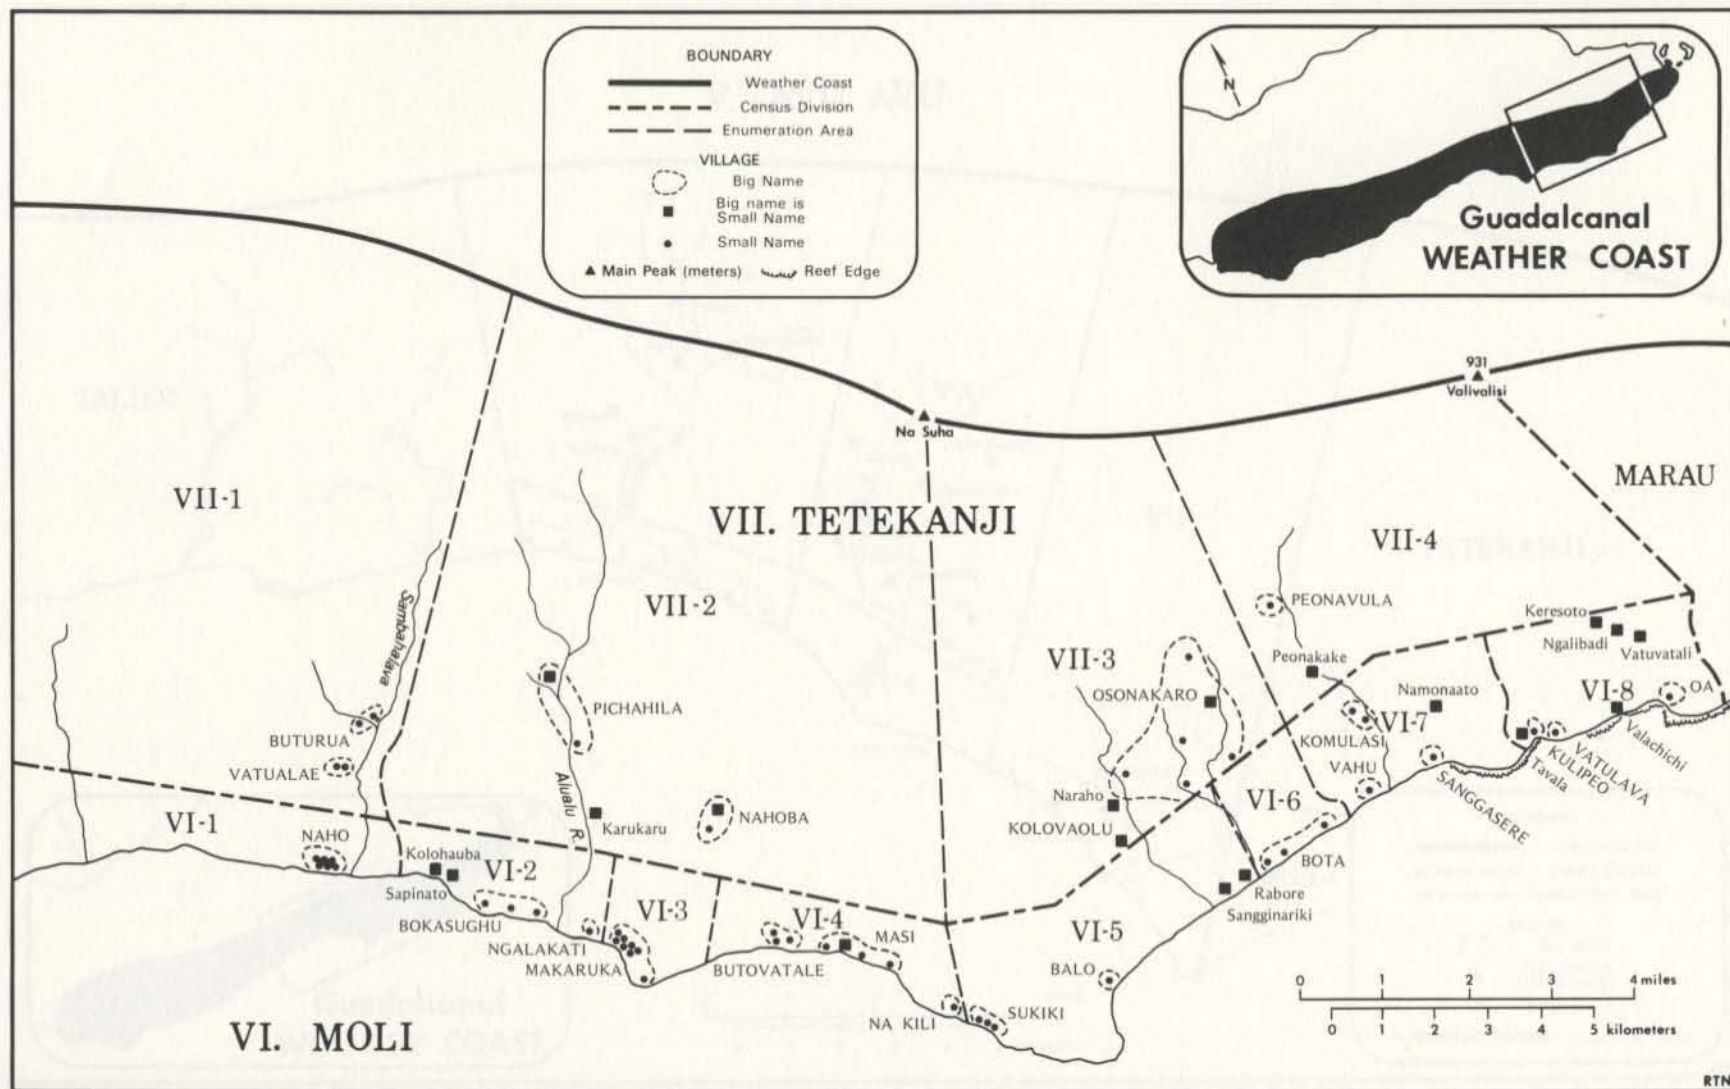 BOUNDARY
Weather Coast
Census Division
Enumeration Area
VILLAGE
Big Name
Big name is
Small Name
Small Name
Main Peak (meters)
Reef Edge
N
Guadalcanal
WEATHER COAST
931
Valivalisi
Na Suha
MARAU
VII-1
VII. TETEKANJI
VII-4
VII-2
Sambahalava
PEONAVULA
Keresoto
Ngalibadi
Vatuvatali
VII-3
Peonakake
OSONAKARO
Namonaato
VI-8
OA
PICHAHILA
BUTURUA
VI-7
KOMULASI
VATUALAE
VAHU
Valachichi
VATULAVA
KULIPEO
Tavala
SANGGASERE
Alualu R.
Naraho
VI-6
KOLOVAOLU
Karukaru
NAHOBA
VI-1
NAHO
Kolohauba
VI-2
BOTA
Sapinato
Rabore
Sangginariki
BOKASUGHU
VI-3
VI-4
MASI
VI-5
NGALAKATI
MAKARUKA
BUTOVATALE
BALO
NA KILI
SUKIKI
VI. MOLI
0 1 2 3 4 miles
0 1 2 3 4 5 kilometers
RTN